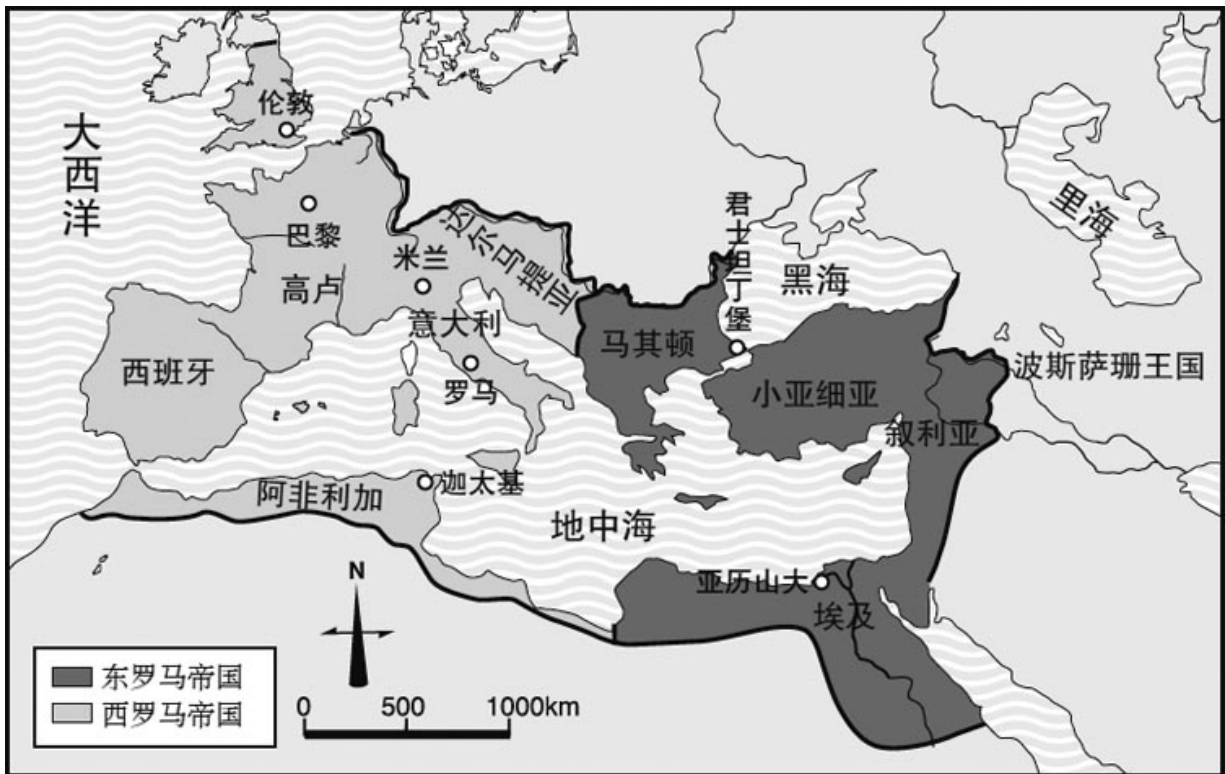 大西洋
伦敦
巴黎
高卢
米兰
达尔马提亚
意大利
罗马
西班牙
迦太基
阿非利加
地中海
马其顿
君士坦丁堡
黑海
里海
小亚细亚
叙利亚
波斯萨珊王国
亚历山夫
埃及
N
东罗马帝国
西罗马帝国
0 500 1000km